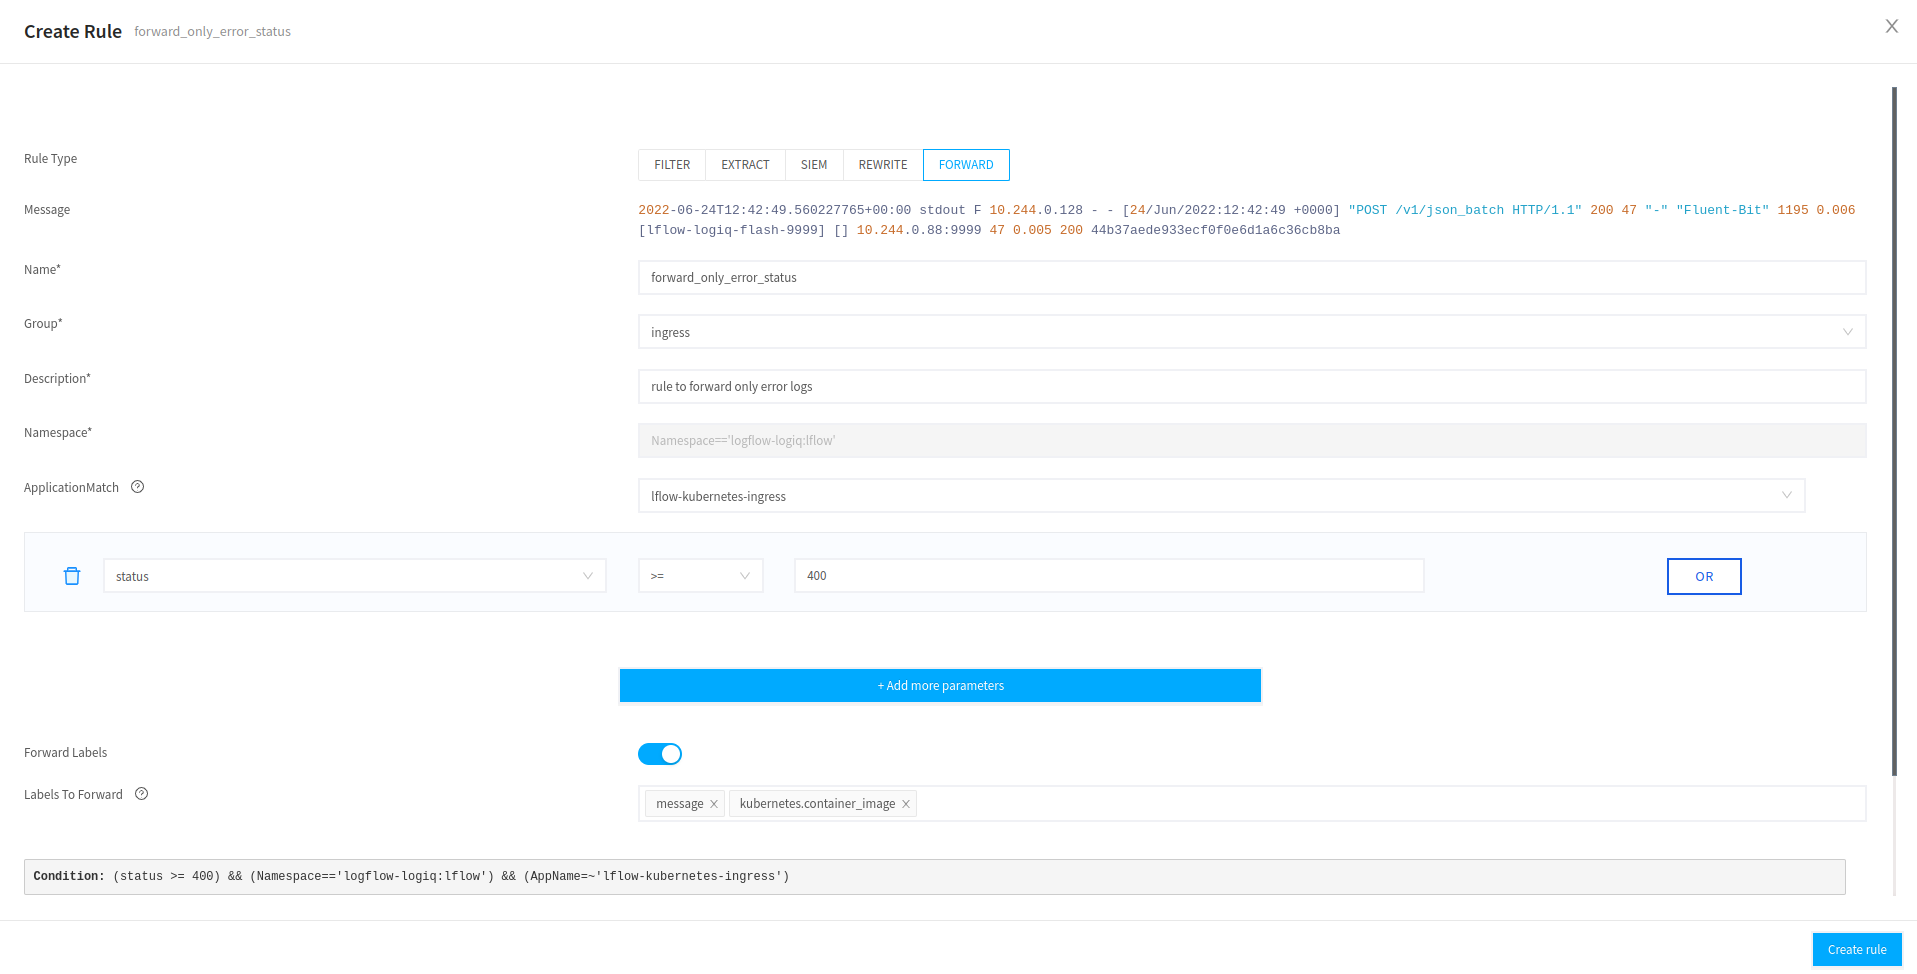 Create Rule forward_only_error_status
Rule Type
FILTER EXTRACT SIEM REWRITE FORWARD
Message
2022-06-24T12:42:49.560227765+00:00 stdout F 10.244.0.128 - - [24/Jun/2022:12:42:49 +0000] "POST /v1/json_batch HTTP/1.1" 200 47 "-" "Fluent-Bit" 1195 0.006
[lflow-logiq-flash-9999] [] 10.244.0.88:9999 47 0.005 200 44b37aede933ecf0f0e6d1a6c36cb8ba
Name*
forward_only_error_status
Group*
ingress
Description*
rule to forward only error logs
Namespace*
Namespace=='logflow-logiq:lflow'
ApplicationMatch
lflow-kubernetes-ingress
status >= 400 OR
+ Add more parameters
Forward Labels
Labels To Forward
message kubernetes.container_image
Condition: (status >= 400) && (Namespace=='logflow-logiq:lflow') && (AppName=~'lflow-kubernetes-ingress')
Create rule